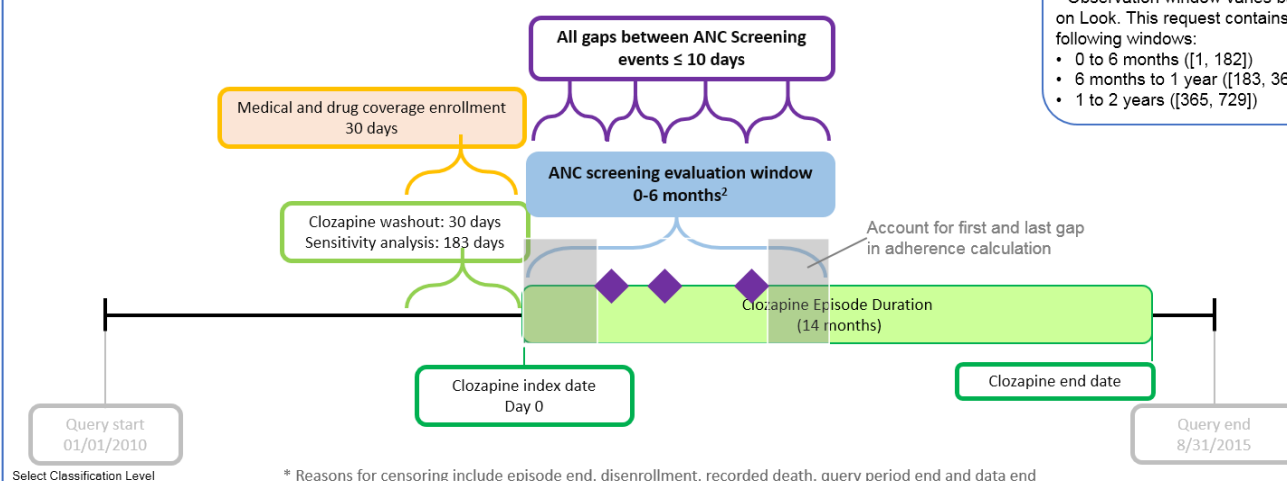 Observation window varies b
on Look. This request contains
following windows:
• 0 to 6 months ([1, 182])
• 6 months to 1 year ([183, 36
• 1 to 2 years ([365, 729])
All gaps between ANC Screening
events ≤ 10 days
Medical and drug coverage enrollment
30 days
ANC screening evaluation window
0-6 months²
Clozapine washout: 30 days
Sensitivity analysis: 183 days
Account for first and last gap
in adherence calculation
Clozapine Episode Duration
(14 months)
Clozapine index date
Day 0
Clozapine end date
Query start
01/01/2010
Query end
8/31/2015
Select Classification Level
* Reasons for censoring include episode end, disenrollment, recorded death, query period end and data end